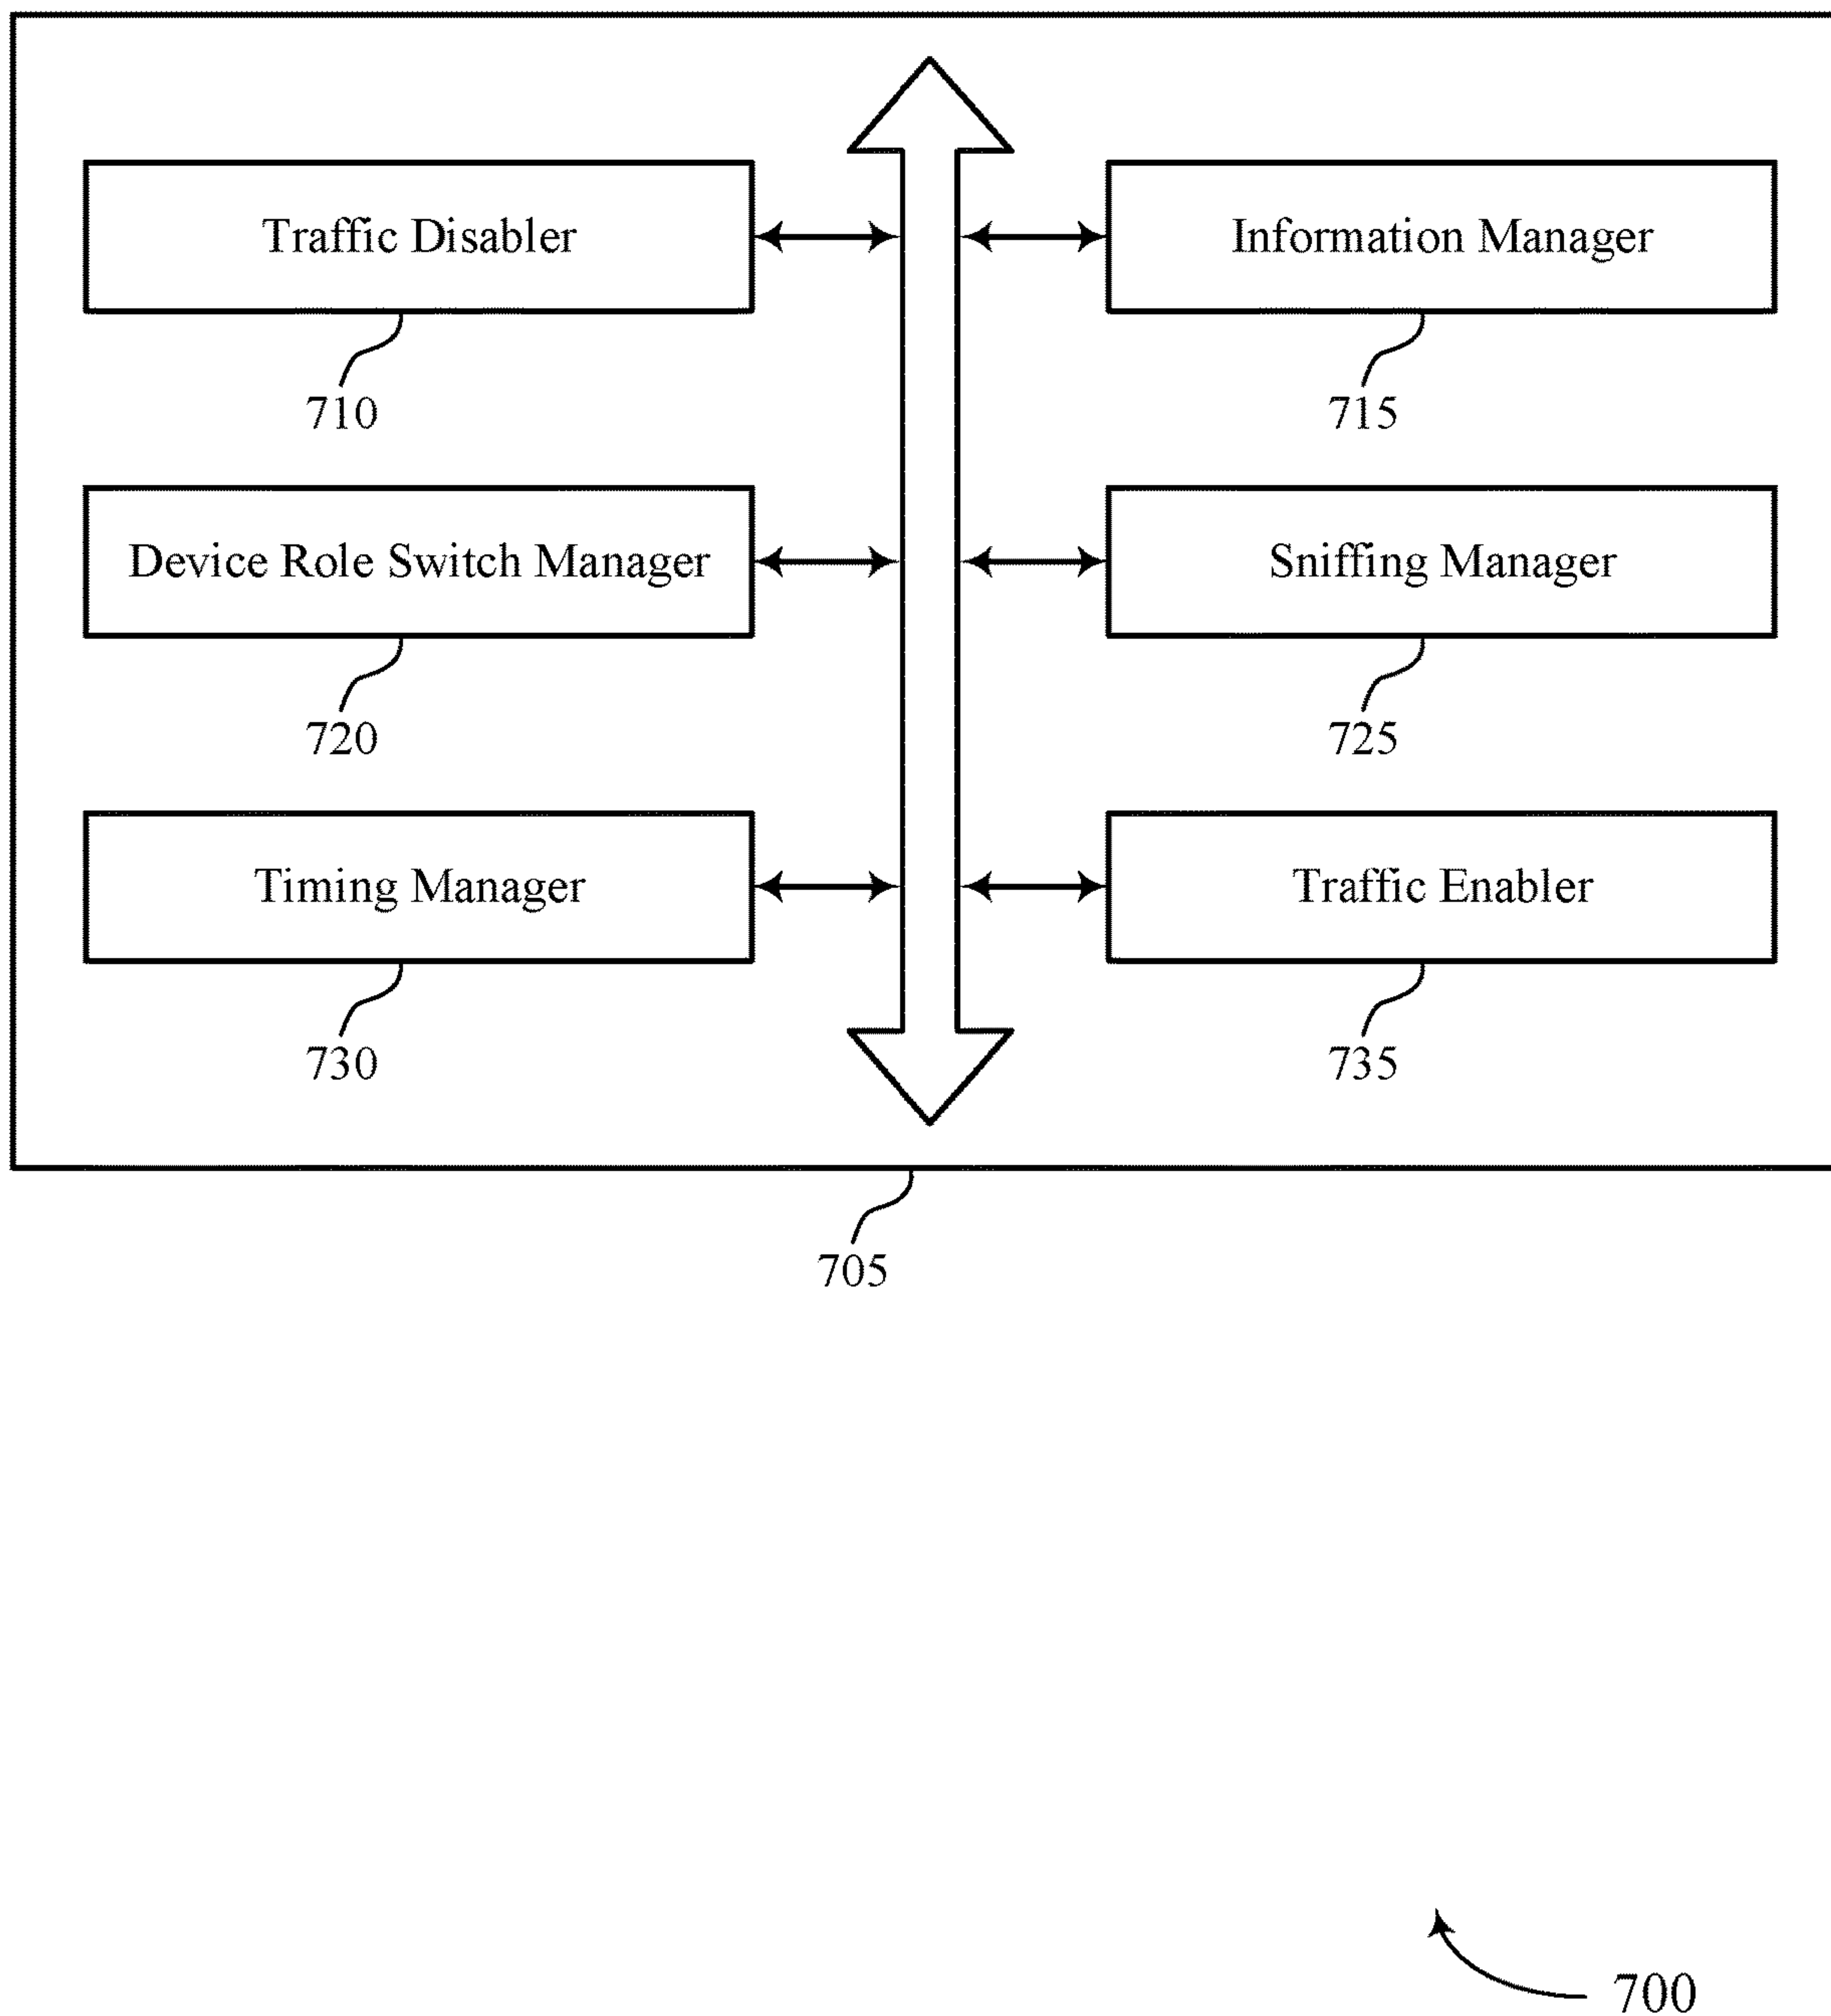 Traffic Disabler
Information Manager
710
715
Device Role Switch Manager
Sniffing Manager
720
725
Timing Manager
Traffic Enabler
730
735
705
700